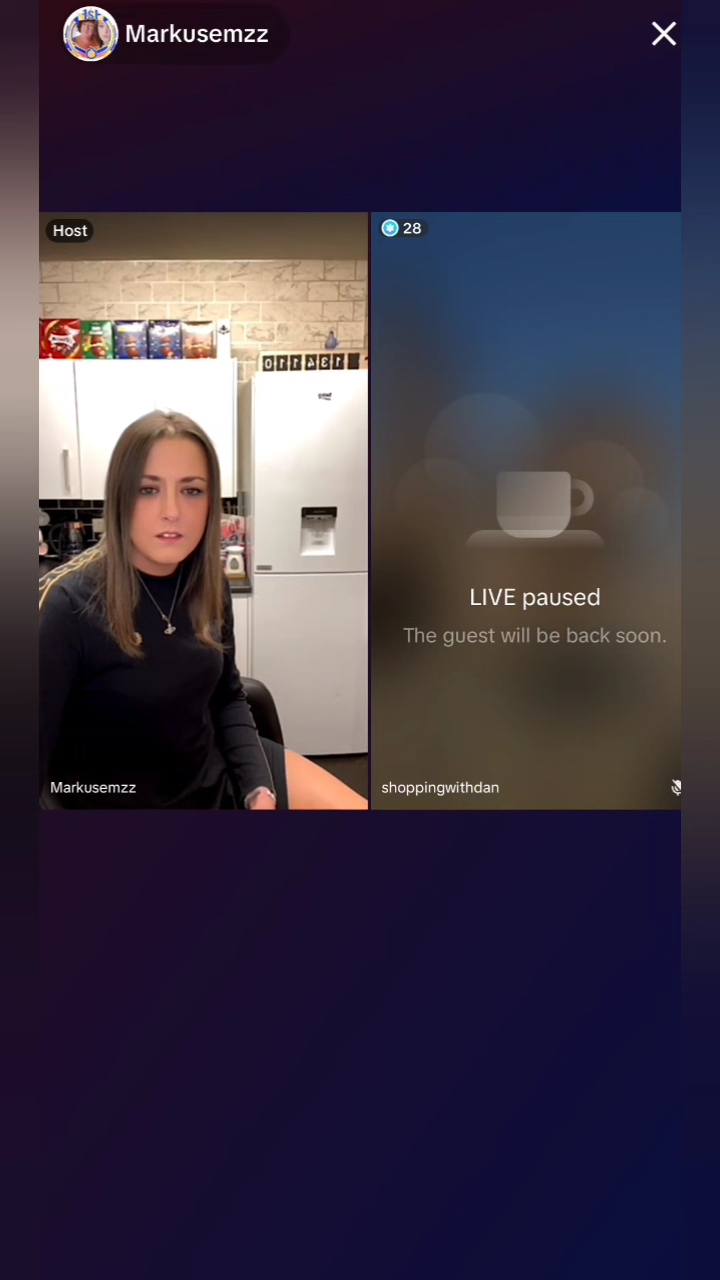 Markusemzz
Host
28
LIVE paused
The guest will be back soon.
Markusemzz
shoppingwithdan